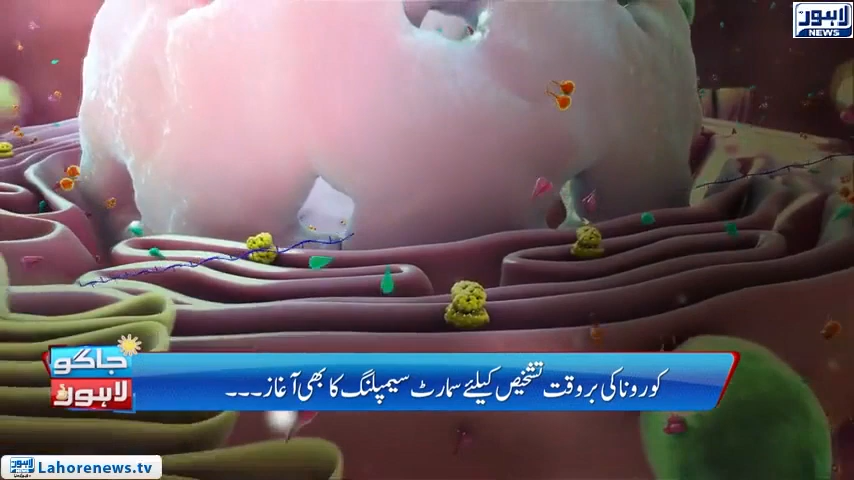 لاہور
NEWS
جاگو
لاہور
کورونا کی بروقت تشخیص کیلئے سمارٹ سیمپلنگ کا بھی آغاز۔۔۔
Lahorenews.tv